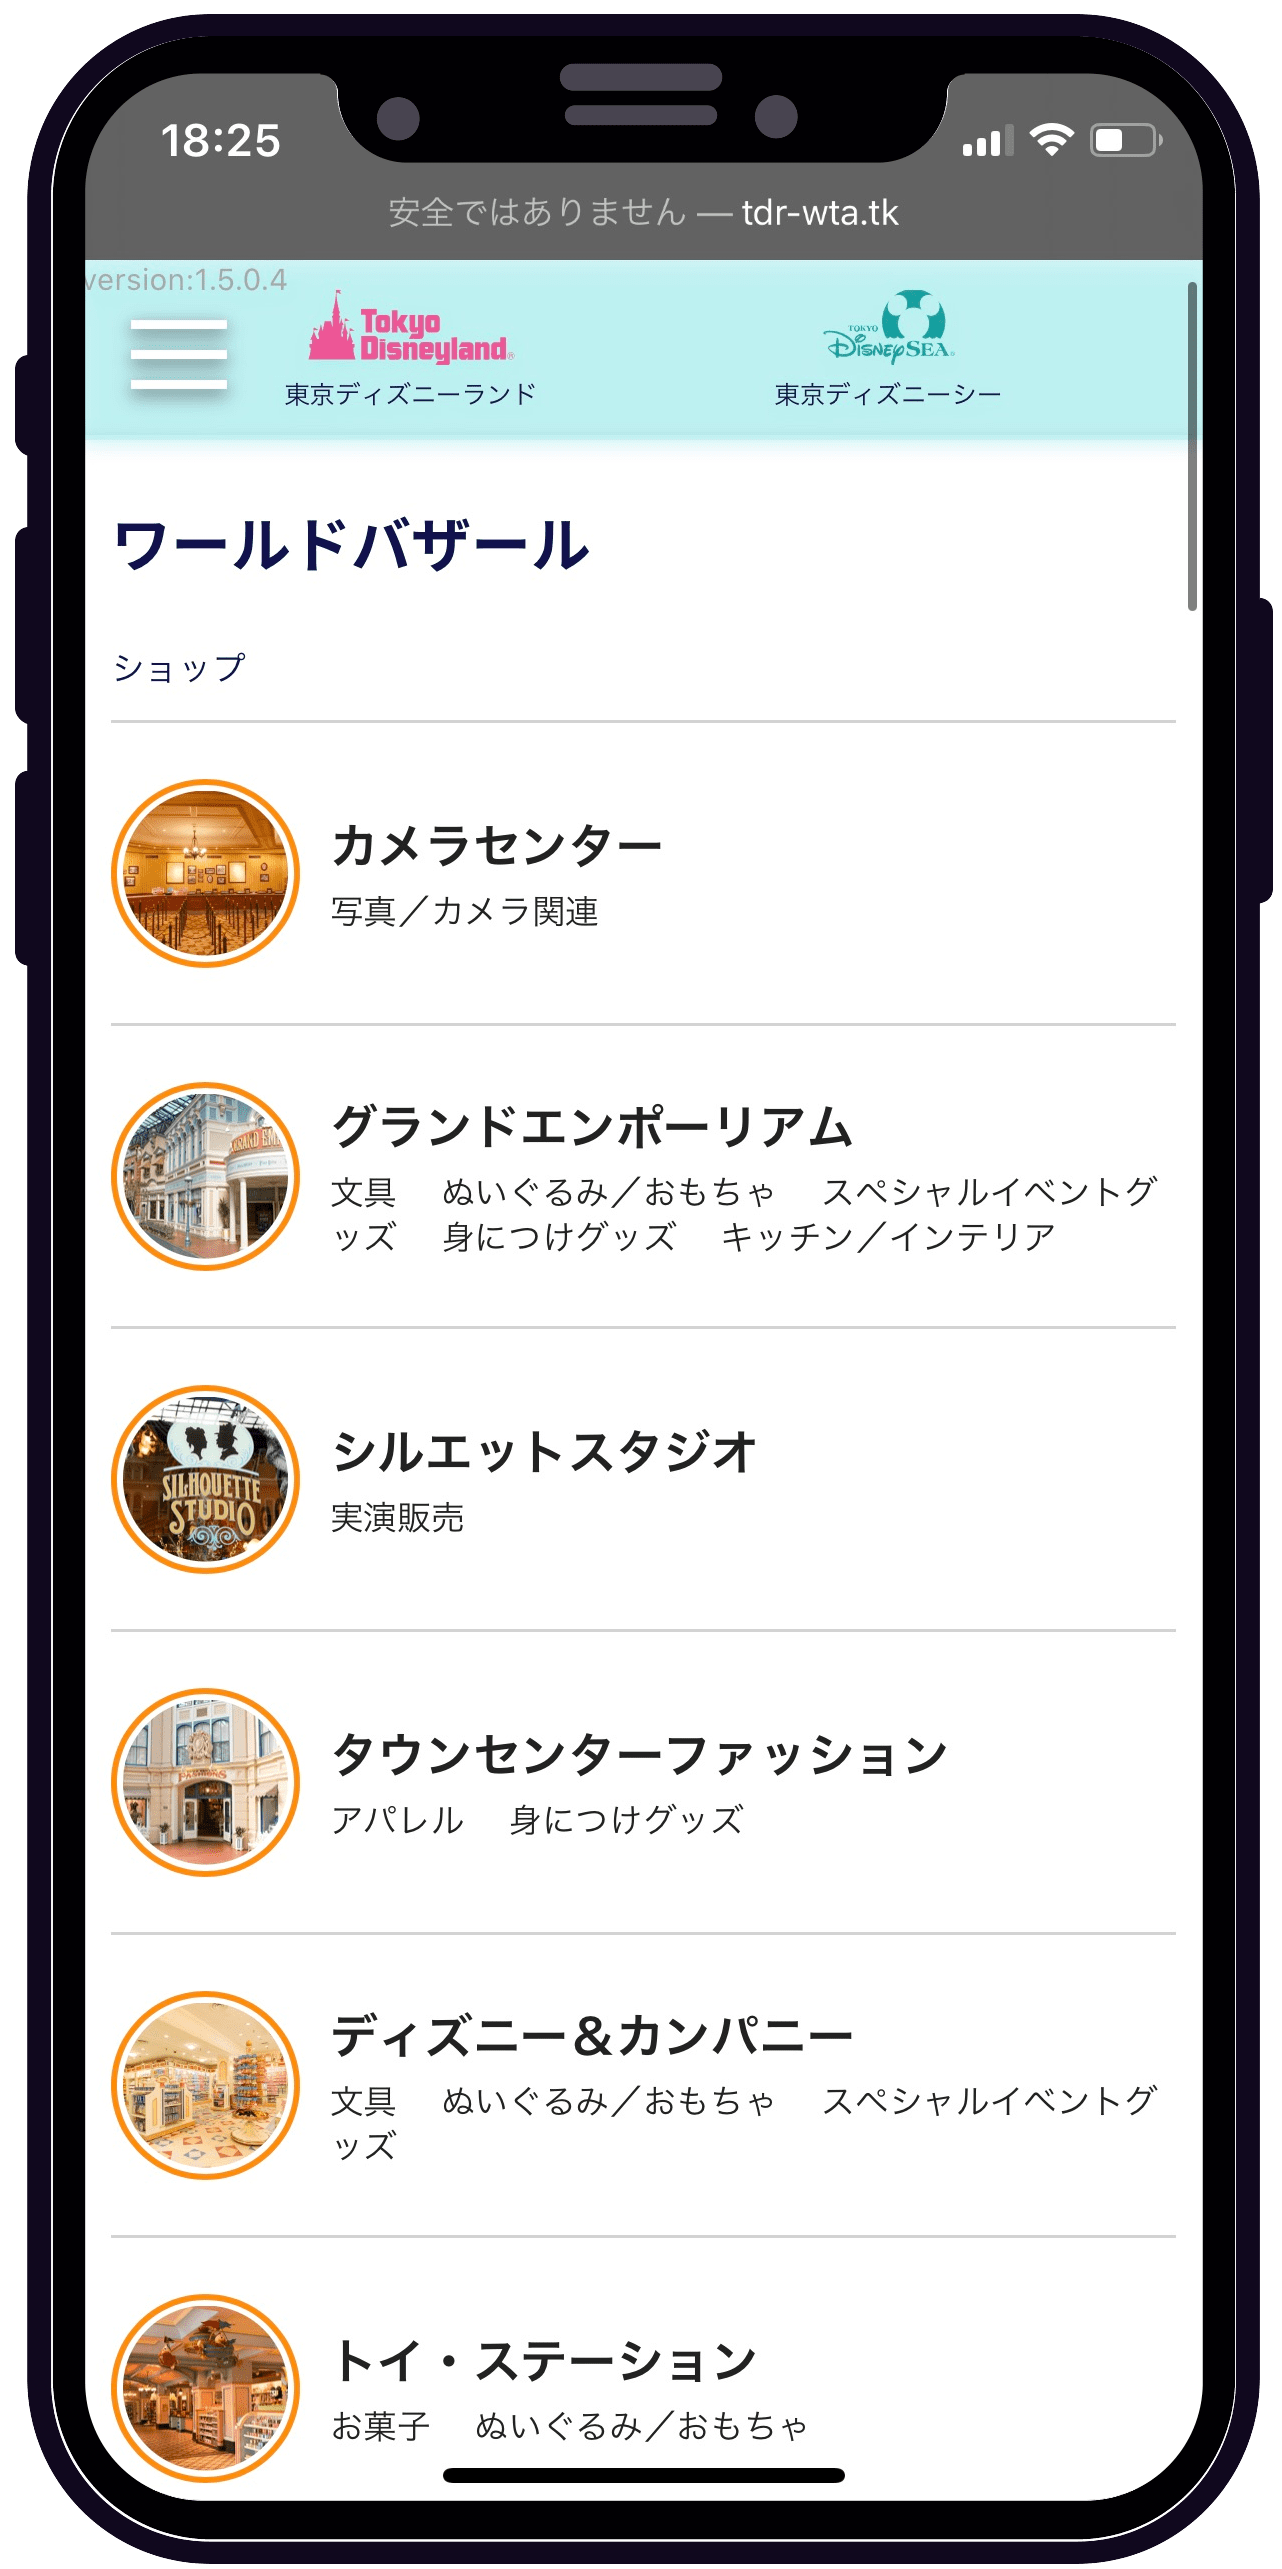 18:25
安全ではありません — tdr-wta.tk
version:1.5.0.4
Tokyo
Disneyland®
東京ディズニーランド
TOKYO
DisneySEA
東京ディズニーシー
ワールドバザール
ショップ
カメラセンター
写真／カメラ関連
グランドエンポーリアム
文具　ぬいぐるみ／おもちゃ　スペシャルイベントグ
ッズ　身につけグッズ　キッチン／インテリア
SILHOUETTE
STUDIO
シルエットスタジオ
実演販売
タウンセンターファッション
アパレル　身につけグッズ
ディズニー＆カンパニー
文具　ぬいぐるみ／おもちゃ　スペシャルイベントグ
ッズ
トイ・ステーション
お菓子　ぬいぐるみ／おもちゃ